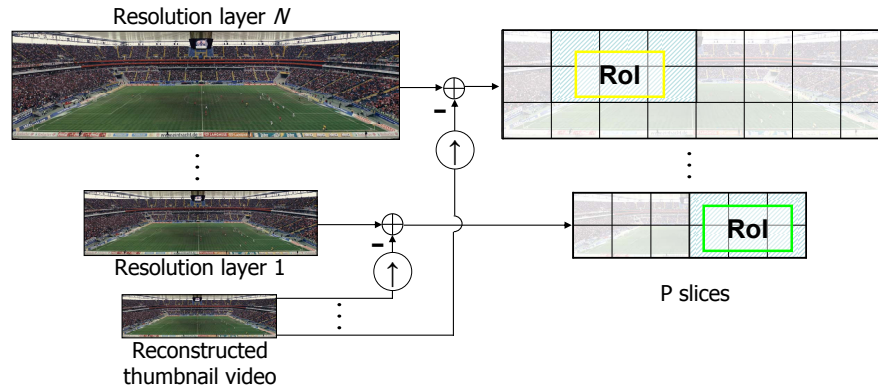 Resolution layer N
RoI
Resolution layer 1
RoI
P slices
Reconstructed
thumbnail video